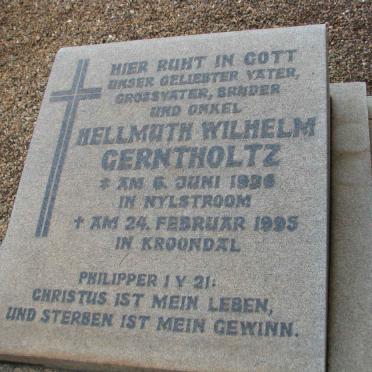 HIER RUHT IN GOTT
UNSER GELIEBTER VATER,
GROSSVATER, BRUDER
UND ONKEL
HELLMUTH WILHELM
GERNTHOLTZ
* AM 6. JUNI 1936
IN NYLSTROOM
† AM 24. FEBRUAR 1995
IN KROONDAL
PHILIPPER 1 V 21:
CHRISTUS IST MEIN LEBEN,
UND STERBEN IST MEIN GEWINN.